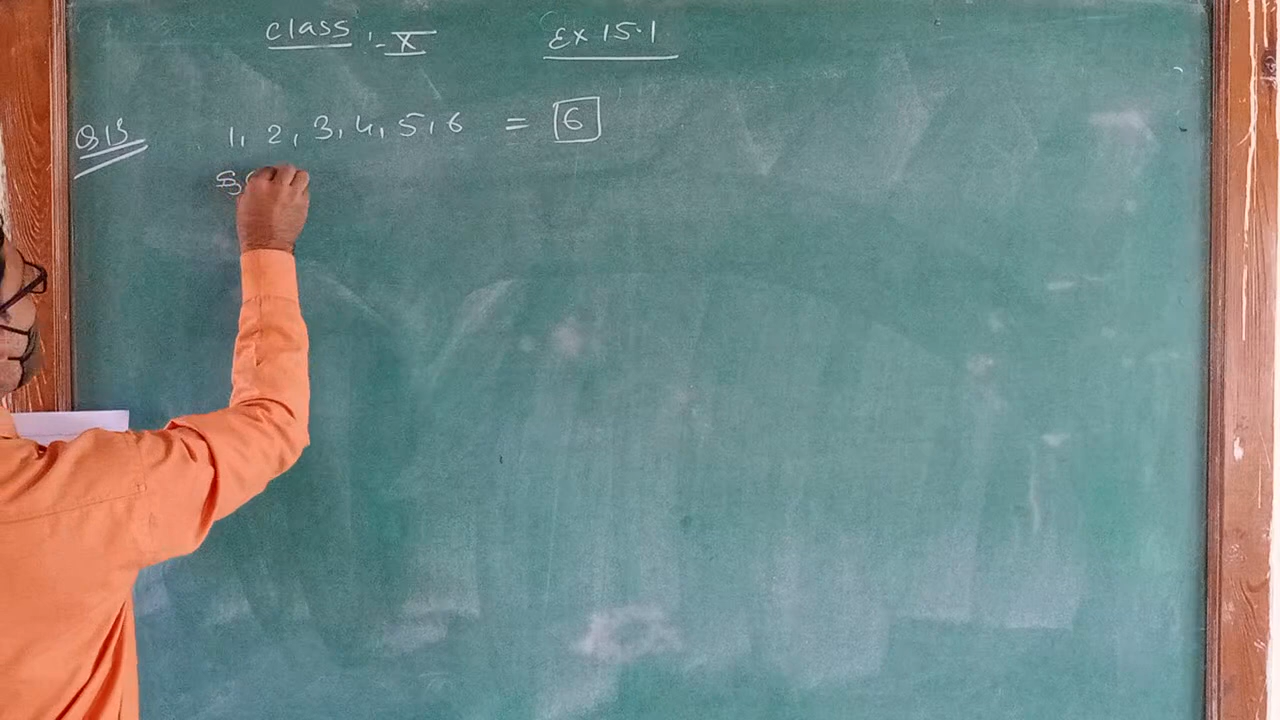 class :- X Ex 15.1
Q13 1, 2, 3, 4, 5, 6 = 6